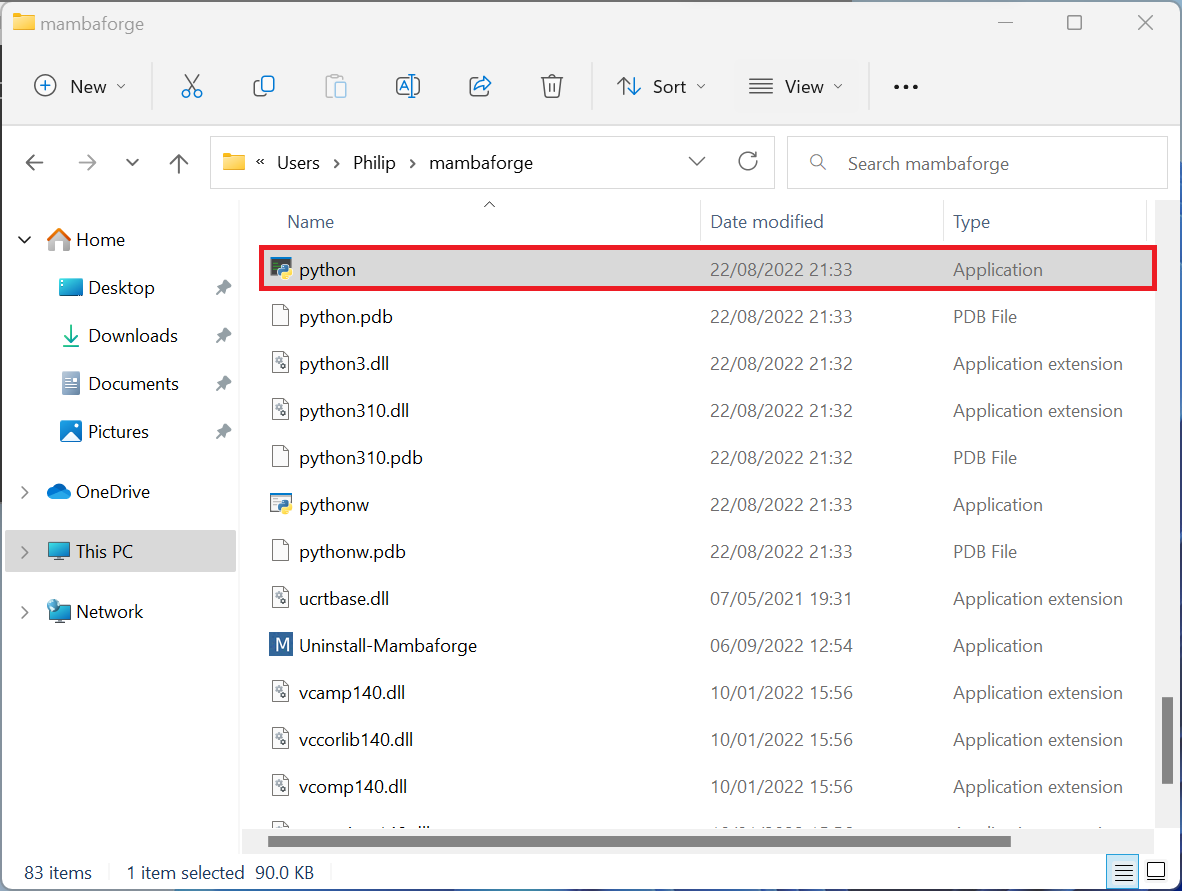 mambaforge
New
Sort
View
« Users > Philip > mambaforge
Search mambaforge
Name Date modified Type
Home
Desktop
Downloads
Documents
Pictures
OneDrive
This PC
Network
python 22/08/2022 21:33 Application
python.pdb 22/08/2022 21:33 PDB File
python3.dll 22/08/2022 21:32 Application extension
python310.dll 22/08/2022 21:32 Application extension
python310.pdb 22/08/2022 21:32 PDB File
pythonw 22/08/2022 21:33 Application
pythonw.pdb 22/08/2022 21:33 PDB File
ucrtbase.dll 07/05/2021 19:31 Application extension
M Uninstall-Mambaforge 06/09/2022 12:54 Application
vcamp140.dll 10/01/2022 15:56 Application extension
vccorlib140.dll 10/01/2022 15:56 Application extension
vcomp140.dll 10/01/2022 15:56 Application extension
83 items 1 item selected 90.0 KB